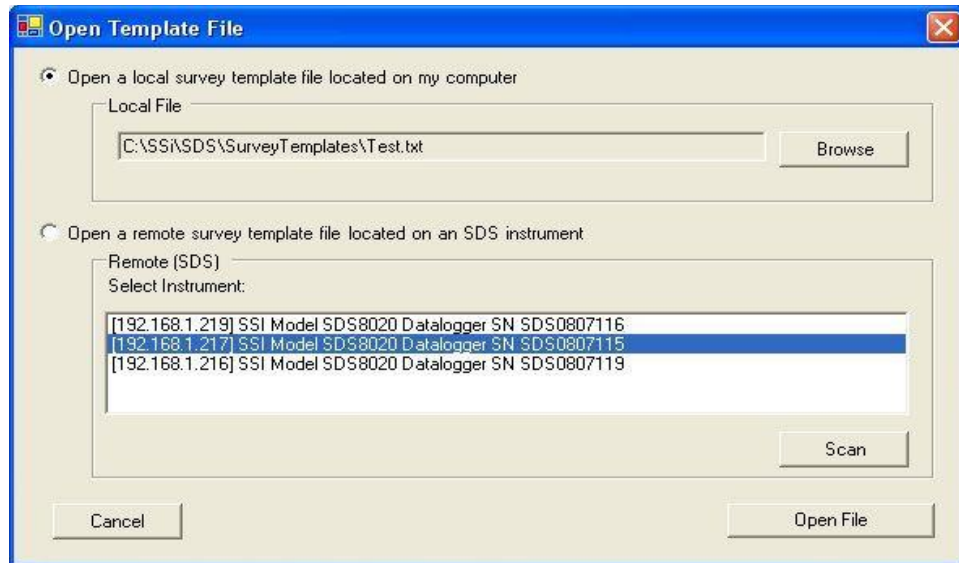 Open Template File
Open a local survey template file located on my computer
Local File
C:\SSi\SDS\SurveyTemplates\Test.txt
Browse
Open a remote survey template file located on an SDS instrument
Remote (SDS)
Select Instrument:
[192.168.1.219] SSI Model SDS8020 Datalogger SN SDS0807116
[192.168.1.217] SSI Model SDS8020 Datalogger SN SDS0807115
[192.168.1.216] SSI Model SDS8020 Datalogger SN SDS0807119
Scan
Cancel
Open File